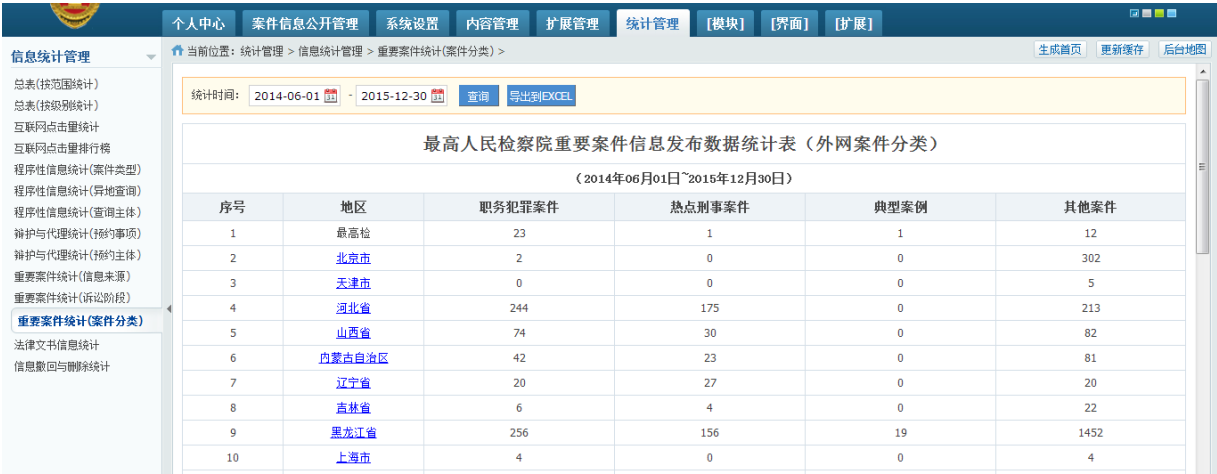 个人中心 案件信息公开管理 系统设置 内容管理 扩展管理 统计管理 [模块] [界面] [扩展]
信息统计管理
当前位置：统计管理 > 信息统计管理 > 重要案件统计(案件分类) >
生成首页 更新缓存 后台地图
总表(按范围统计)
总表(按级别统计)
互联网点击量统计
互联网点击量排行榜
程序性信息统计(案件类型)
程序性信息统计(异地查询)
程序性信息统计(查询主体)
辩护与代理统计(预约事项)
辩护与代理统计(预约主体)
重要案件统计(信息来源)
重要案件统计(诉讼阶段)
重要案件统计(案件分类)
法律文书信息统计
信息撤回与删除统计
统计时间： 2014-06-01 - 2015-12-30 查询 导出到EXCEL
最高人民检察院重要案件信息发布数据统计表（外网案件分类）
（2014年06月01日~2015年12月30日）
序号 地区 职务犯罪案件 热点刑事案件 典型案例 其他案件
1 最高检 23 1 1 12
2 北京市 2 0 0 302
3 天津市 0 0 0 5
4 河北省 244 175 0 213
5 山西省 74 30 0 82
6 内蒙古自治区 42 23 0 81
7 辽宁省 20 27 0 20
8 吉林省 6 4 0 22
9 黑龙江省 256 156 19 1452
10 上海市 4 0 0 4